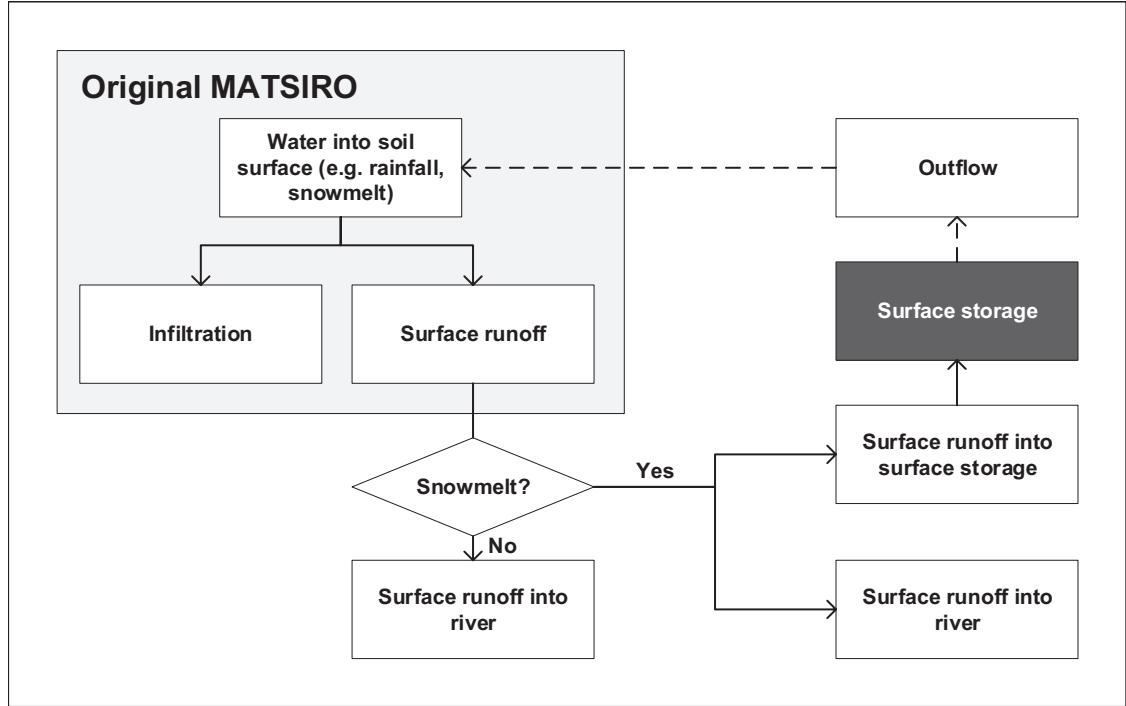 Original MATSIRO
Water into soil
surface (e.g. rainfall,
snowmelt)
Outflow
Infiltration
Surface runoff
Surface storage
Snowmelt?
Yes
No
Surface runoff into
surface storage
Surface runoff into
river
Surface runoff into
river